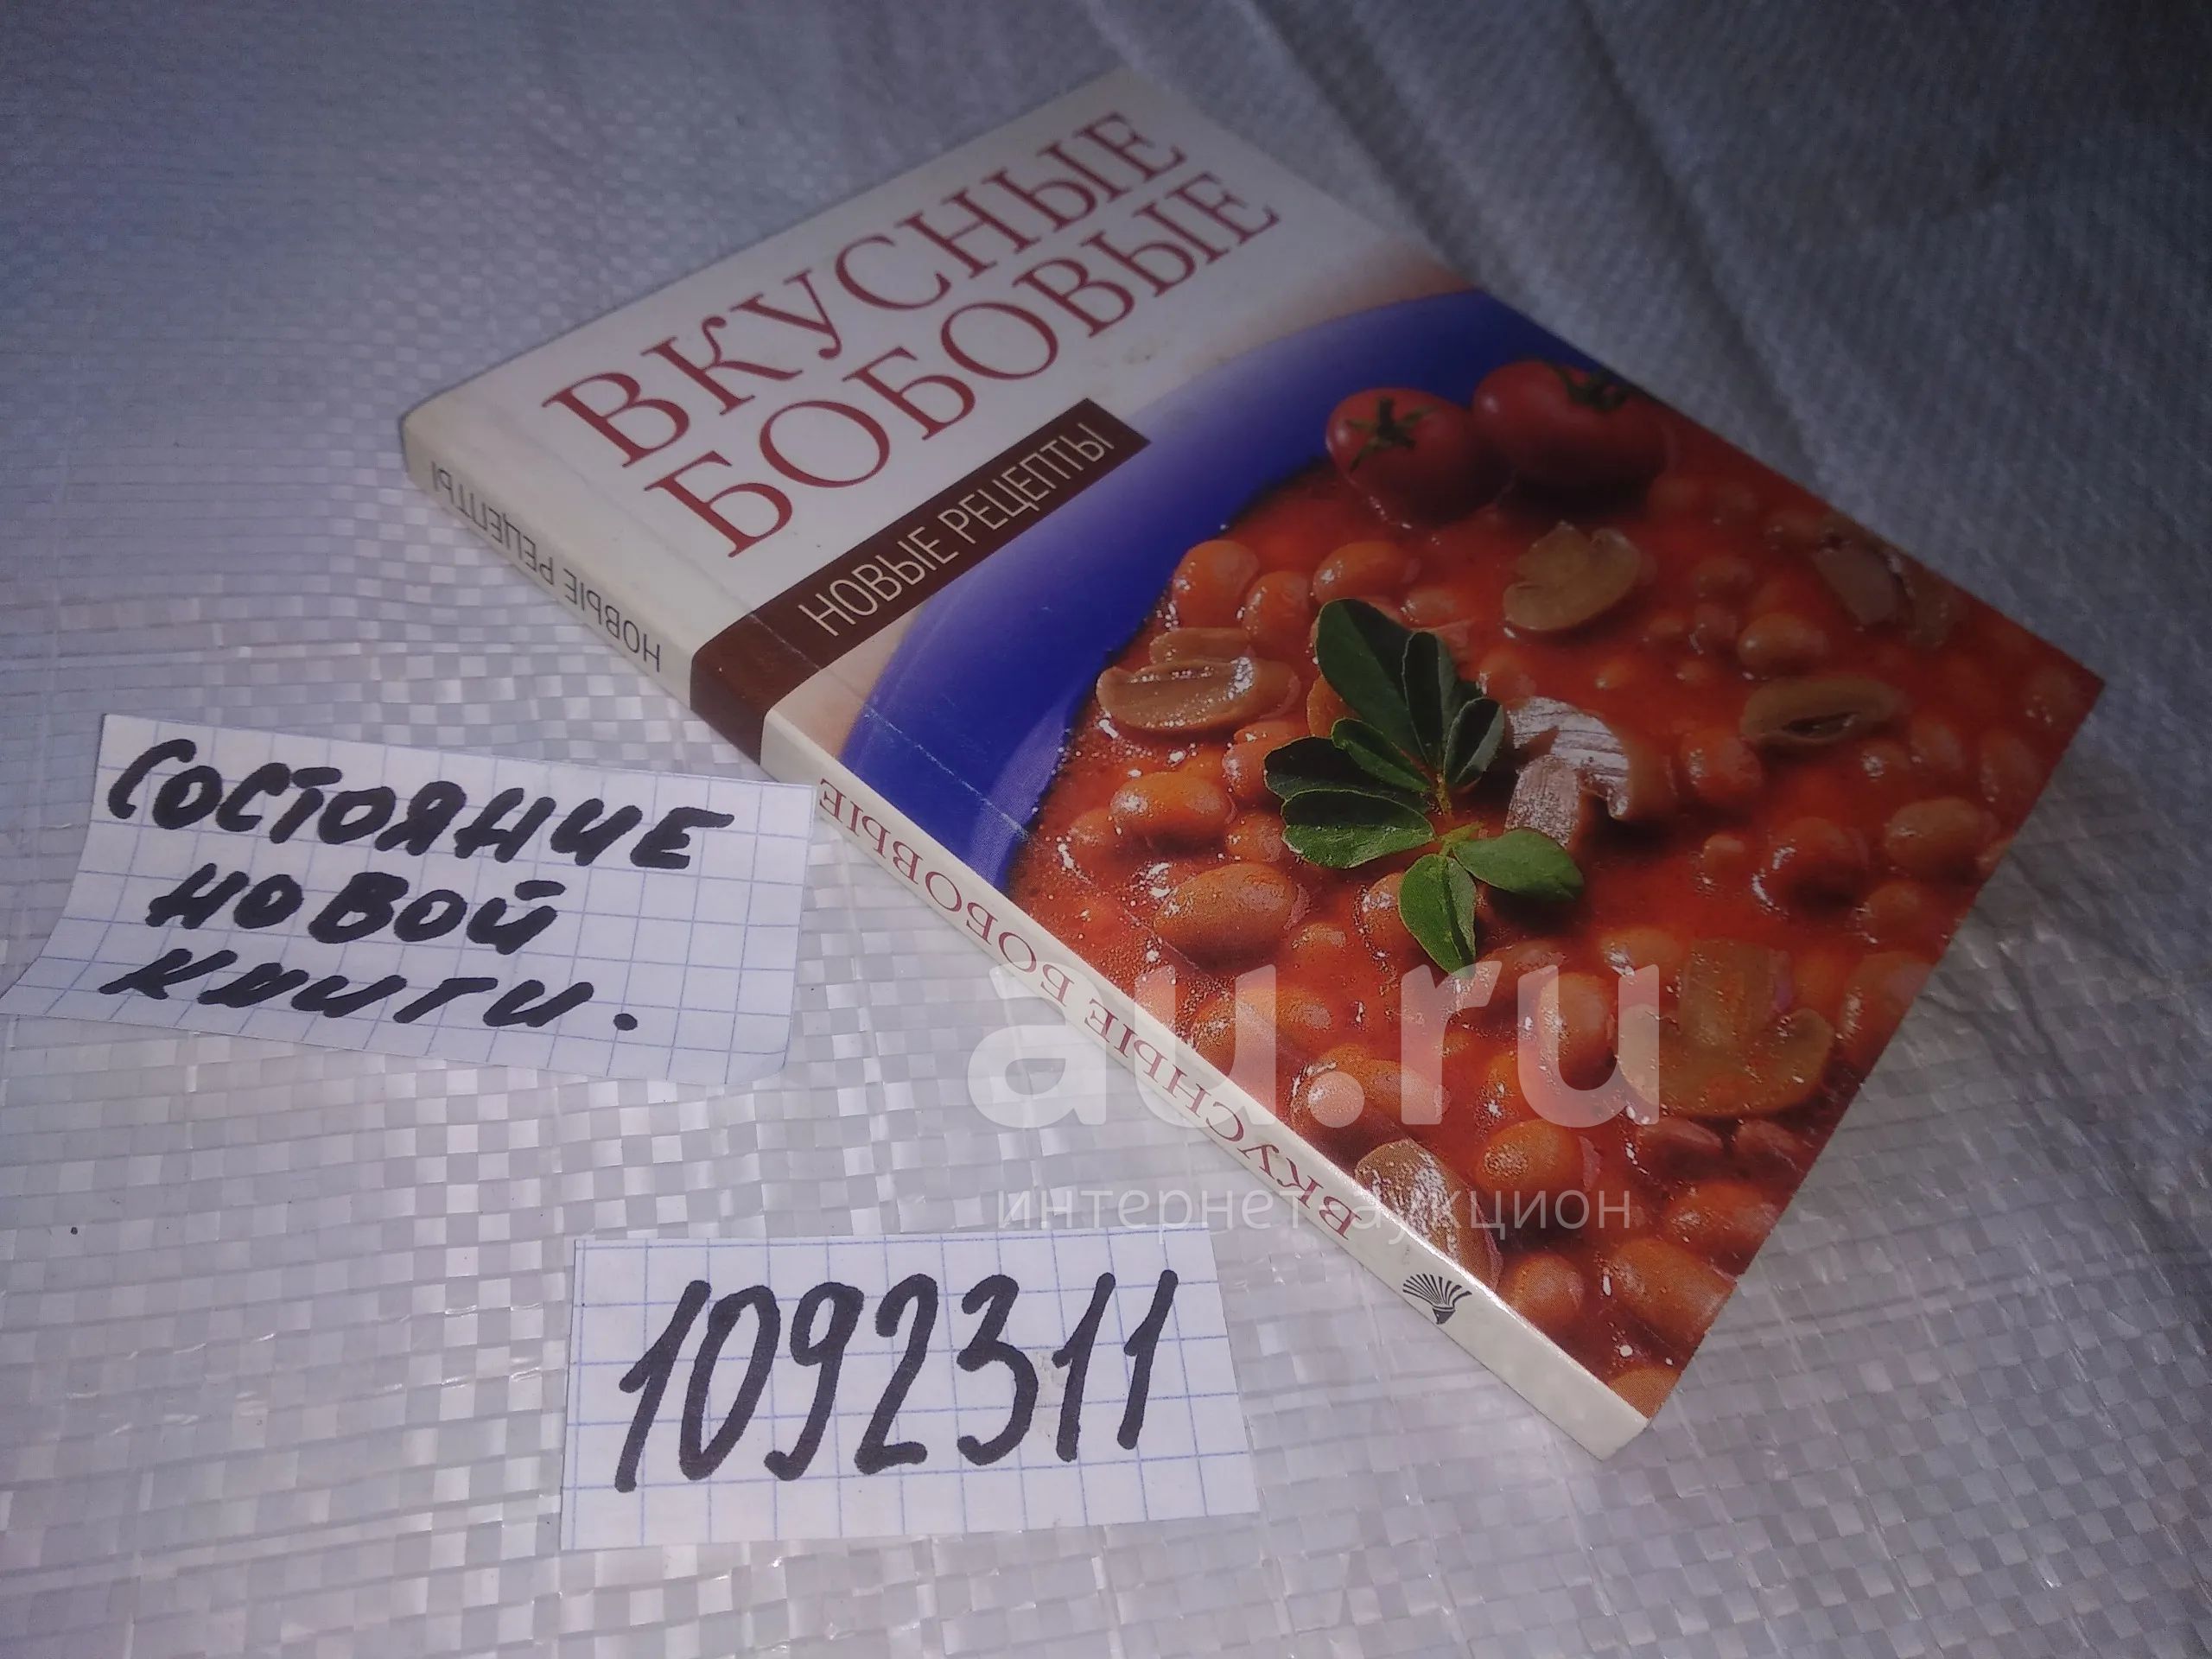 ВКУСНЫЕ
БОБОВЫЕ
НОВЫЕ РЕЦЕПТЫ
НОВЫЕ РЕЦЕПТЫ
ВКУСНЫЕ БОБОВЫЕ
СОСТОЯНИЕ
НОВОЙ
КНИГИ.
au.ru
интернет аукцион
1092311